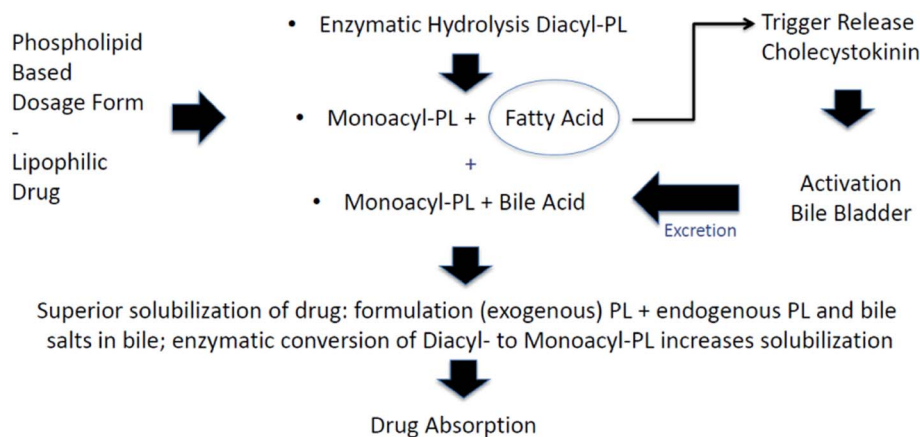 Phospholipid
Based
Dosage Form
-
Lipophilic
Drug
• Enzymatic Hydrolysis Diacyl-PL
• Monoacyl-PL + Fatty Acid
+
• Monoacyl-PL + Bile Acid
Trigger Release
Cholecystokinin
Activation
Bile Bladder
Excretion
Superior solubilization of drug: formulation (exogenous) PL + endogenous PL and bile
salts in bile; enzymatic conversion of Diacyl- to Monoacyl-PL increases solubilization
Drug Absorption